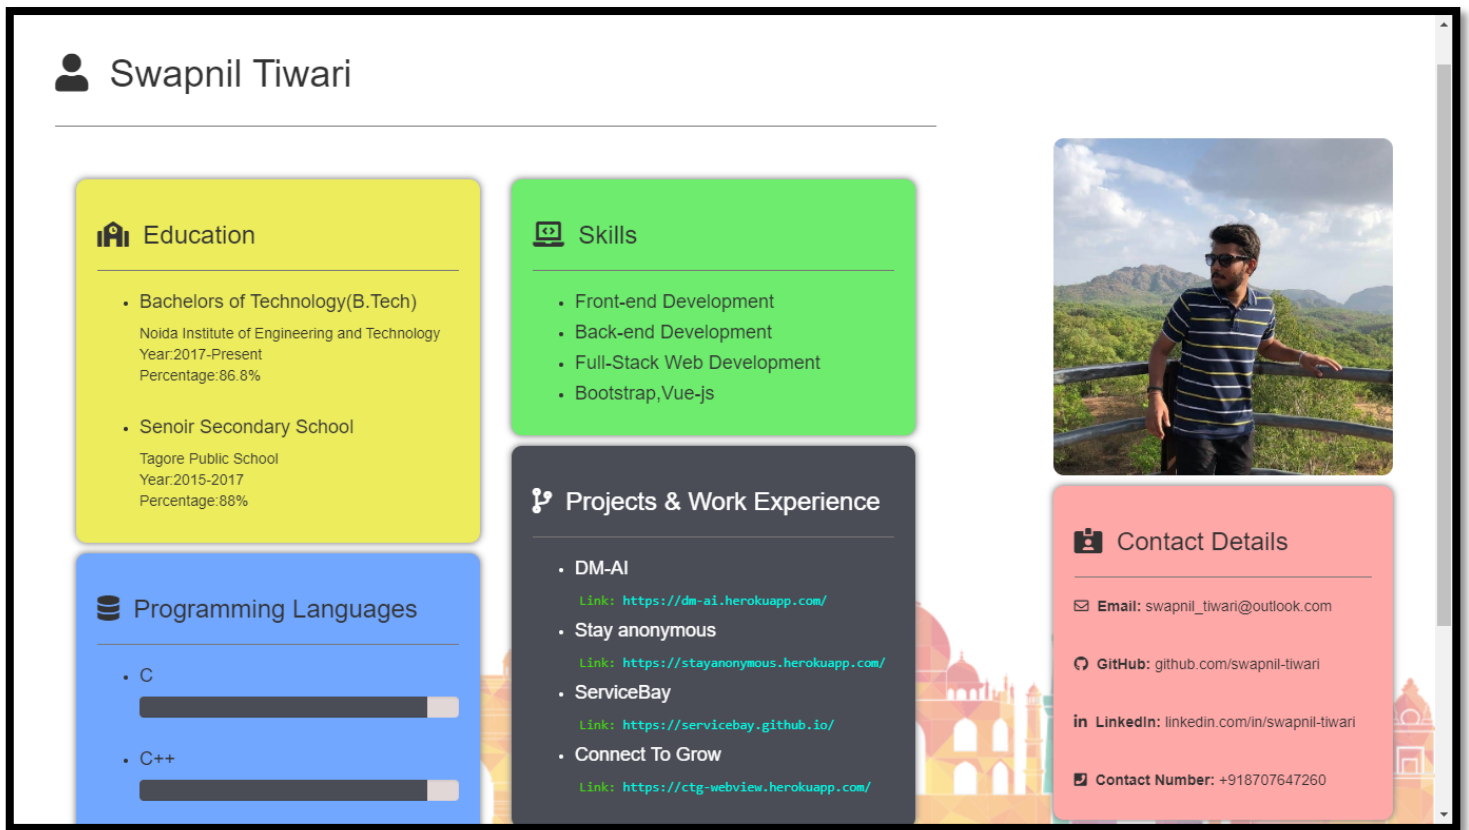 Swapnil Tiwari
Education
Bachelors of Technology(B.Tech)
Noida Institute of Engineering and Technology
Year:2017-Present
Percentage:86.8%
Senoir Secondary School
Tagore Public School
Year:2015-2017
Percentage:88%
Programming Languages
C
C++
Skills
Front-end Development
Back-end Development
Full-Stack Web Development
Bootstrap,Vue-js
Projects & Work Experience
DM-AI
Link: https://dm-ai.herokuapp.com/
Stay anonymous
Link: https://stayanonymous.herokuapp.com/
ServiceBay
Link: https://servicebay.github.io/
Connect To Grow
Link: https://ctg-webview.herokuapp.com/
Contact Details
Email: swapnil_tiwari@outlook.com
GitHub: github.com/swapnil-tiwari
in LinkedIn: linkedin.com/in/swapnil-tiwari
Contact Number: +918707647260